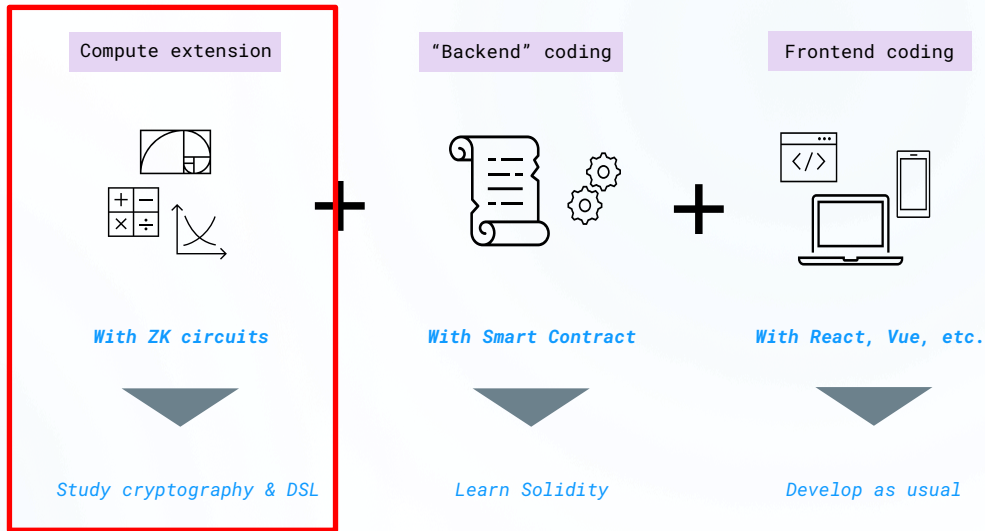 Compute extension
“Backend” coding
Frontend coding
</>
With ZK circuits
With Smart Contract
With React, Vue, etc.
Study cryptography & DSL
Learn Solidity
Develop as usual